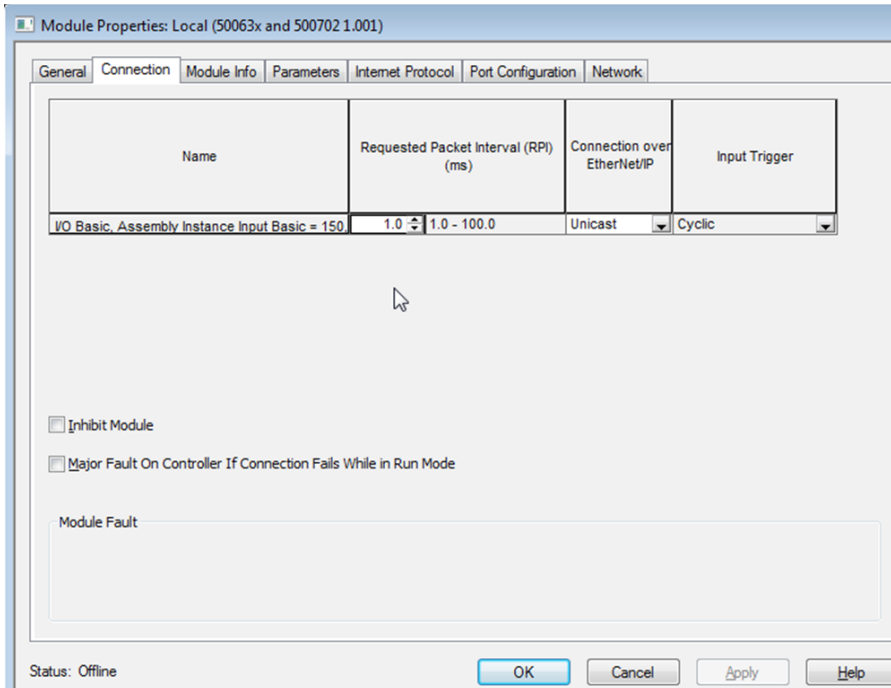 Module Properties: Local (50063x and 500702 1.001)
General Connection Module Info Parameters Internet Protocol Port Configuration Network
Name
Requested Packet Interval (RPI)
(ms)
Connection over
EtherNet/IP
Input Trigger
I/O Basic, Assembly Instance Input Basic = 150, 1.0 1.0 - 100.0 Unicast Cyclic
Inhibit Module
Major Fault On Controller If Connection Fails While in Run Mode
Module Fault
Status: Offline OK Cancel Apply Help